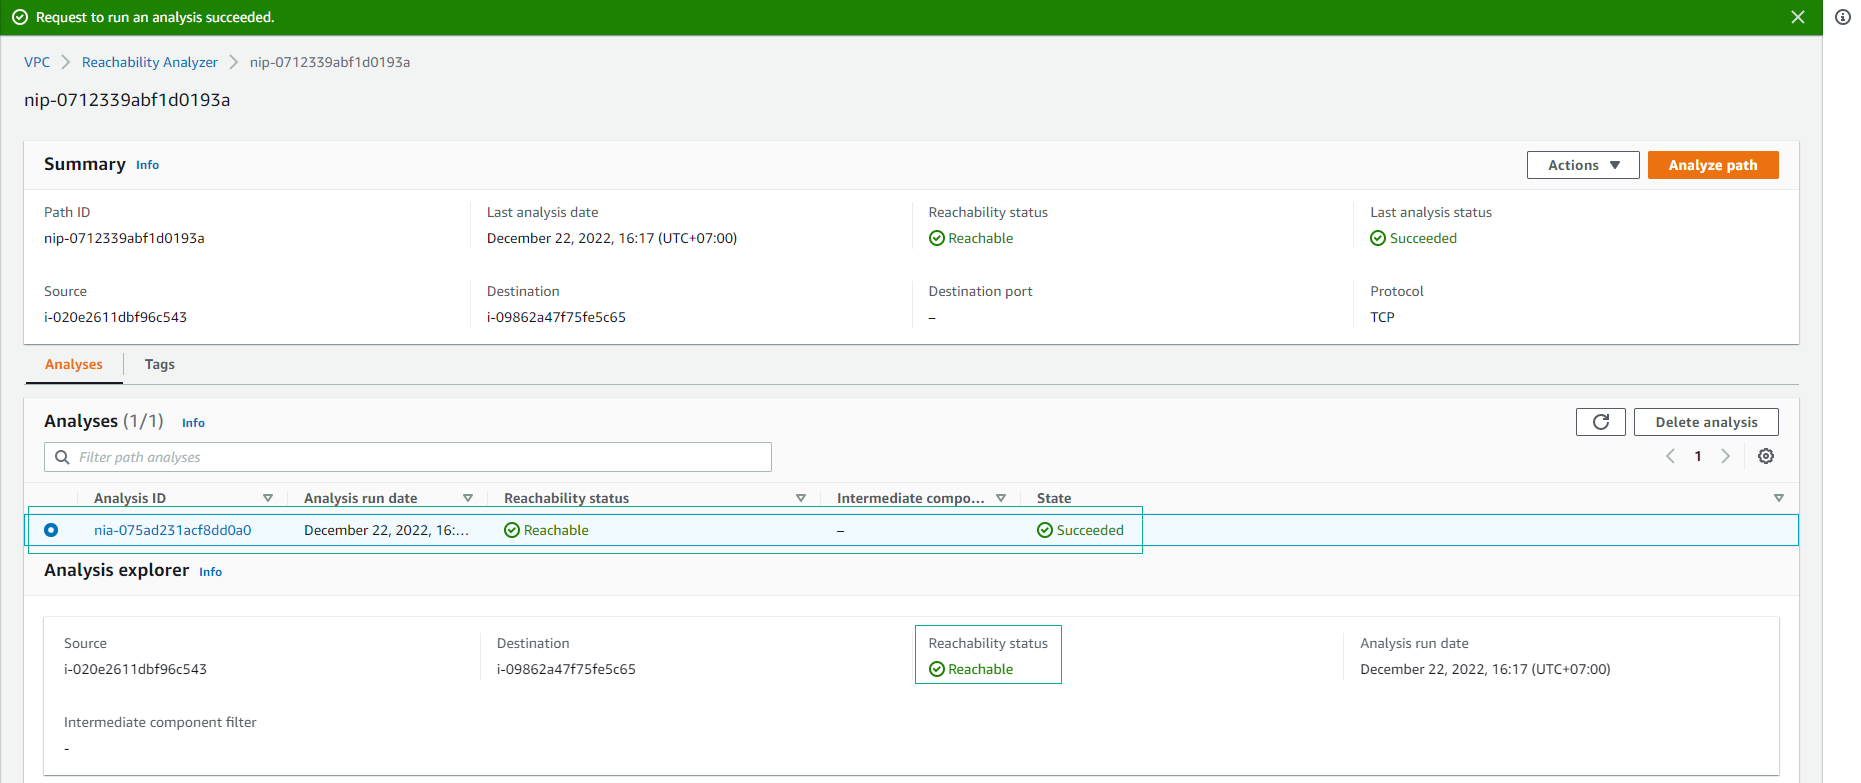 Request to run an analysis succeeded.
VPC > Reachability Analyzer > nip-0712339abf1d0193a
nip-0712339abf1d0193a
Summary Info
Actions ▼ Analyze path
Path ID Last analysis date Reachability status Last analysis status
nip-0712339abf1d0193a December 22, 2022, 16:17 (UTC+07:00) Reachable Succeeded
Source Destination Destination port Protocol
i-020e2611dbf96c543 i-09862a47f75fe5c65 – TCP
Analyses Tags
Analyses (1/1) Info
Delete analysis
Filter path analyses
1
Analysis ID Analysis run date Reachability status Intermediate compo... State
nia-075ad231acf8dd0a0 December 22, 2022, 16:... Reachable – Succeeded
Analysis explorer Info
Source Destination Reachability status Analysis run date
i-020e2611dbf96c543 i-09862a47f75fe5c65 Reachable December 22, 2022, 16:17 (UTC+07:00)
Intermediate component filter
-